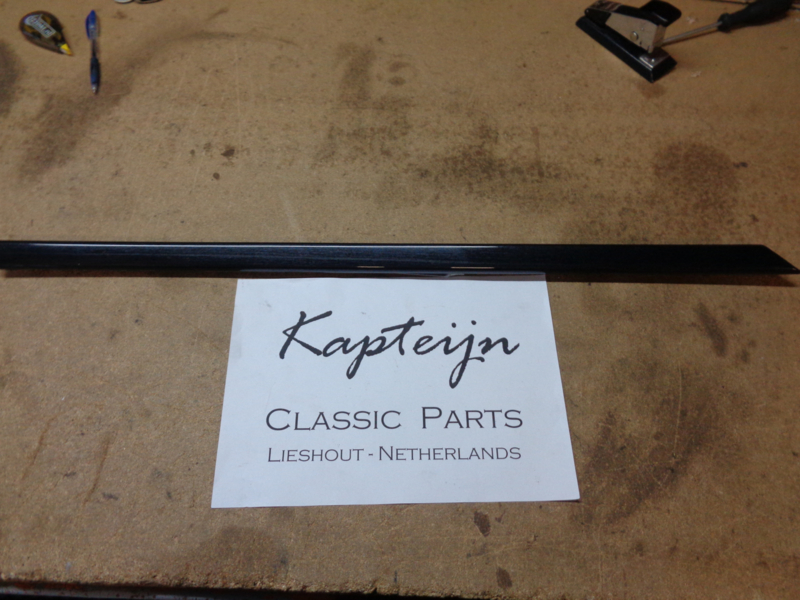 Kapteijn
Classic Parts
Lieshout - Netherlands